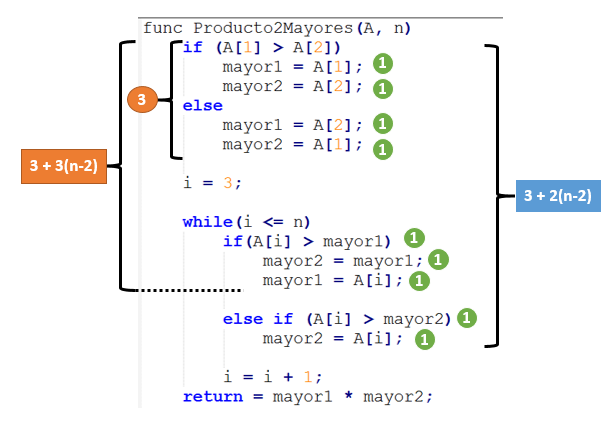 func Producto2Mayores(A, n)
if (A[1] > A[2])
mayor1 = A[1]; 1
mayor2 = A[2]; 1
3
else
mayor1 = A[2]; 1
mayor2 = A[1]; 1
3 + 3(n-2)
i = 3;
3 + 2(n-2)
while(i <= n)
if(A[i] > mayor1) 1
mayor2 = mayor1; 1
mayor1 = A[i]; 1
else if (A[i] > mayor2) 1
mayor2 = A[i]; 1
i = i + 1;
return = mayor1 * mayor2;